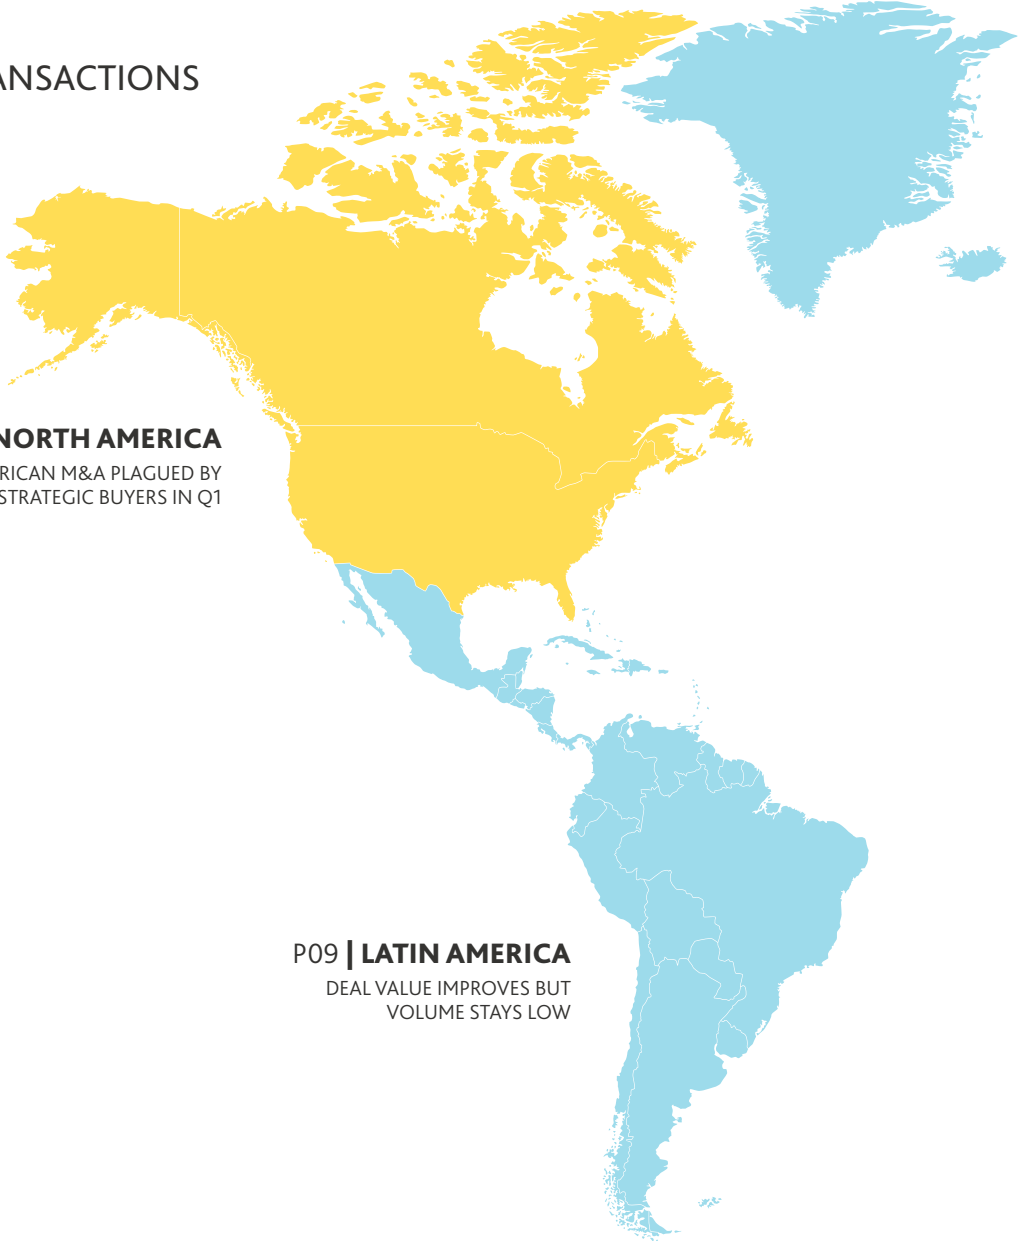 ANSACTIONS
NORTH AMERICA
RICAN M&A PLAGUED BY
STRATEGIC BUYERS IN Q1
P09 | LATIN AMERICA
DEAL VALUE IMPROVES BUT
VOLUME STAYS LOW